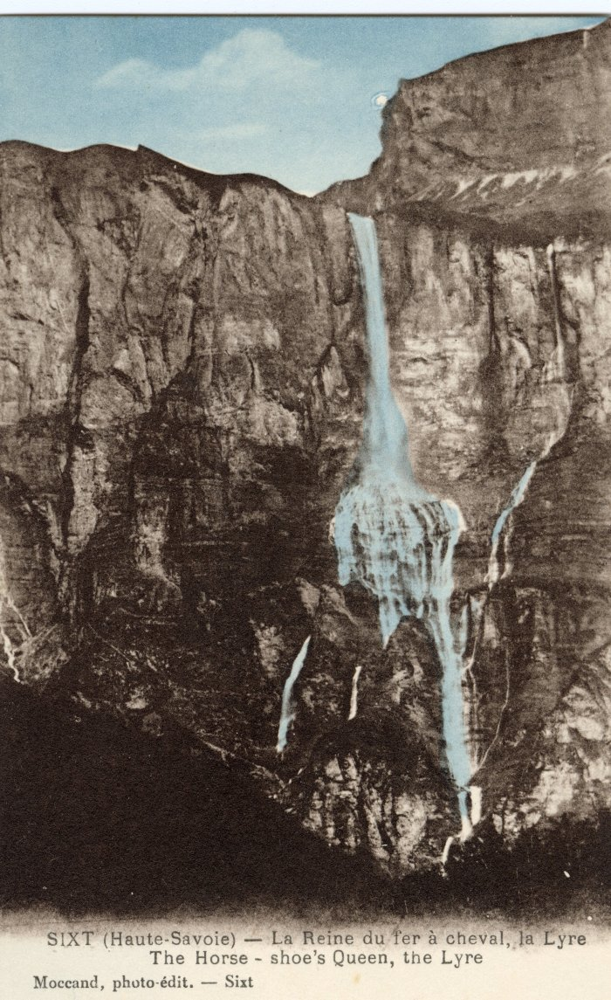 SIXT (Haute-Savoie) — La Reine du fer à cheval, la Lyre
The Horse - shoe's Queen, the Lyre
Moccand, photo-édit. — Sixt